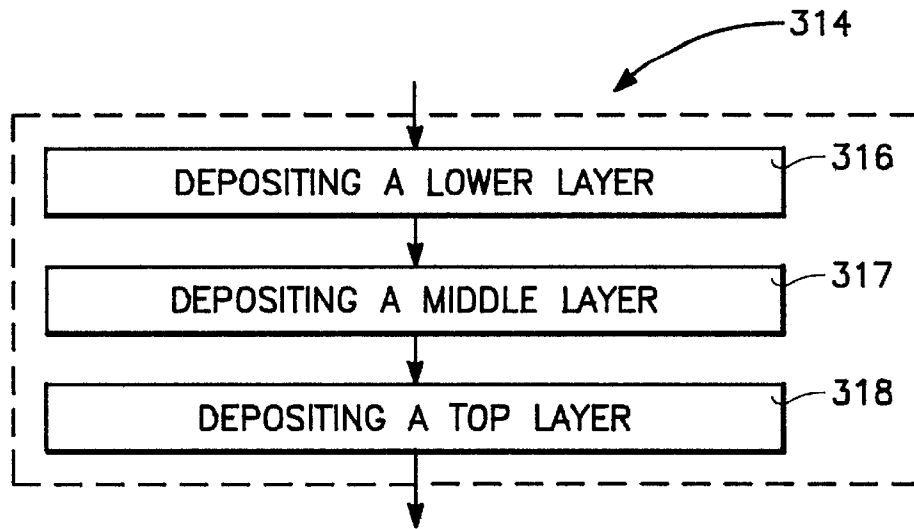 314
DEPOSITING A LOWER LAYER 316
DEPOSITING A MIDDLE LAYER 317
DEPOSITING A TOP LAYER 318